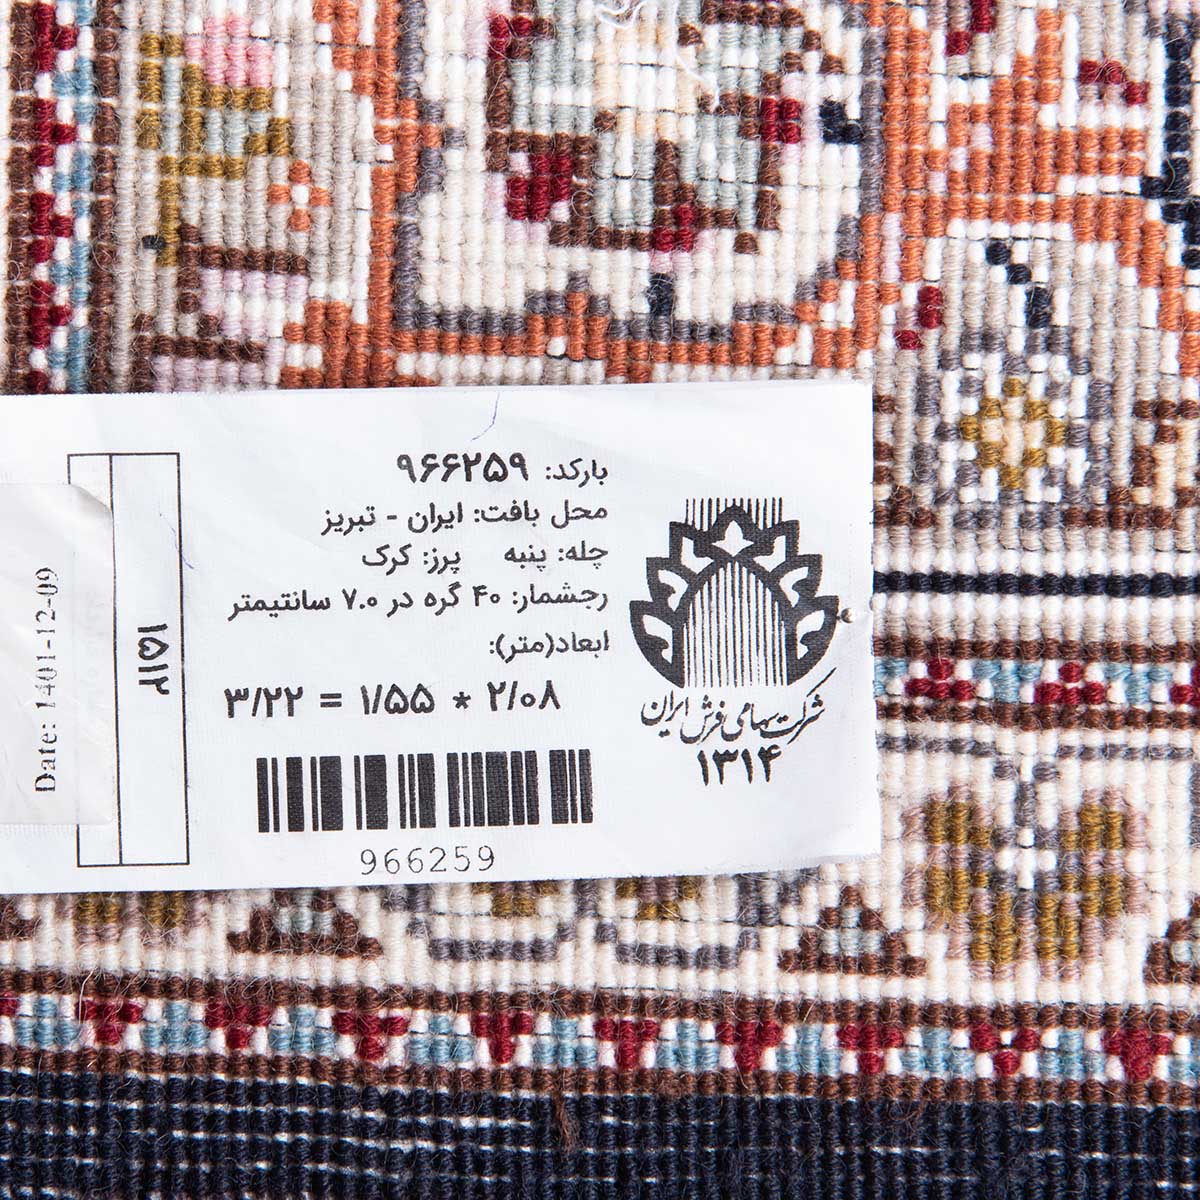 بارکد: ۹۶۶۲۵۹
محل بافت: ایران - تبریز
چله: پنبه پرز: کرک
رجشمار: ۴۰ گره در ۷.۰ سانتیمتر
ابعاد(متر):
۲/۰۸ * ۱/۵۵ = ۳/۲۲
966259
شرکت سهامی فرش ایران
۱۳۱۴
۱۵۱۲
Date: 1401-12-09